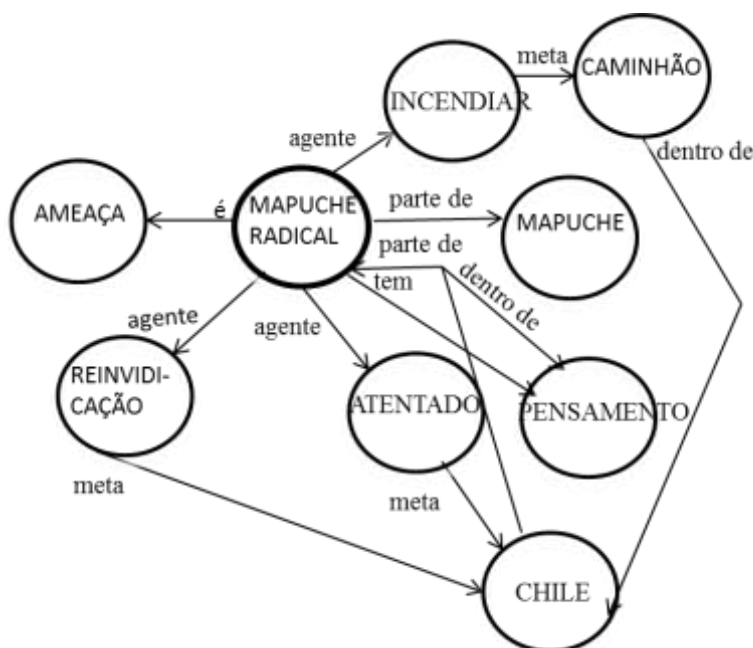 meta
CAMINHÃO
INCENDIAR
agente
dentro de
AMEAÇA
é
MAPUCHE
RADICAL
parte de
MAPUCHE
parte de
tem
dentro de
agente
agente
REINVIDI-
CAÇÃO
ATENTADO
PENSAMENTO
meta
meta
CHILE